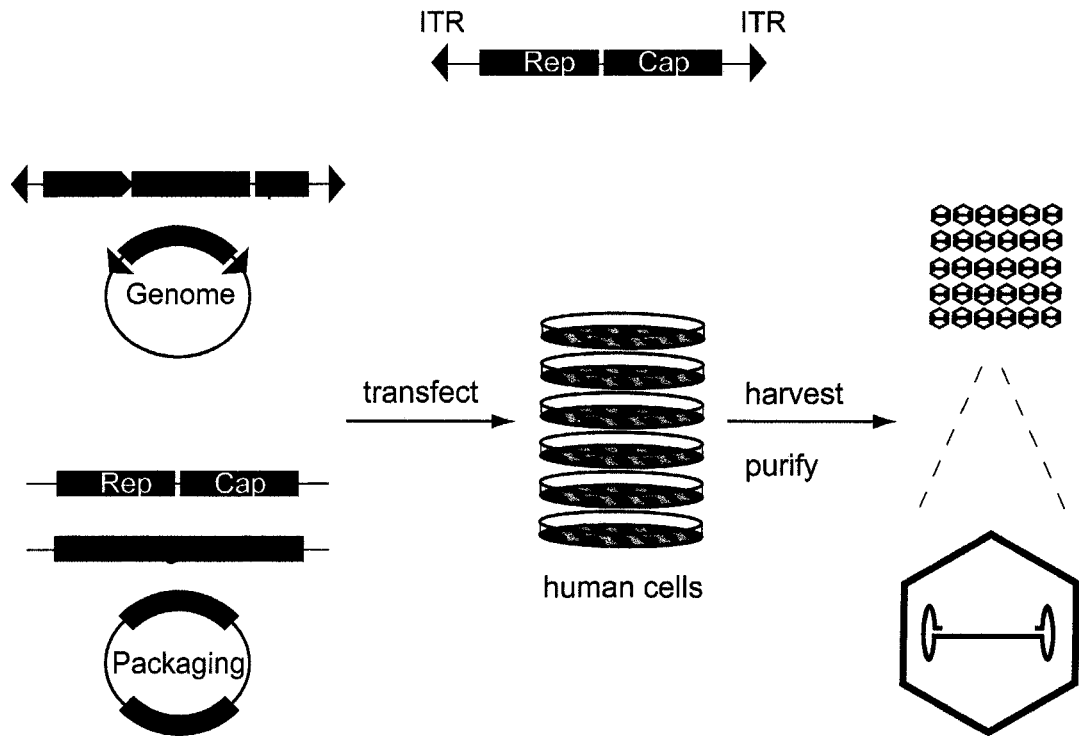 ITR ITR
Rep Cap
Genome
transfect
harvest
purify
Rep Cap
human cells
Packaging